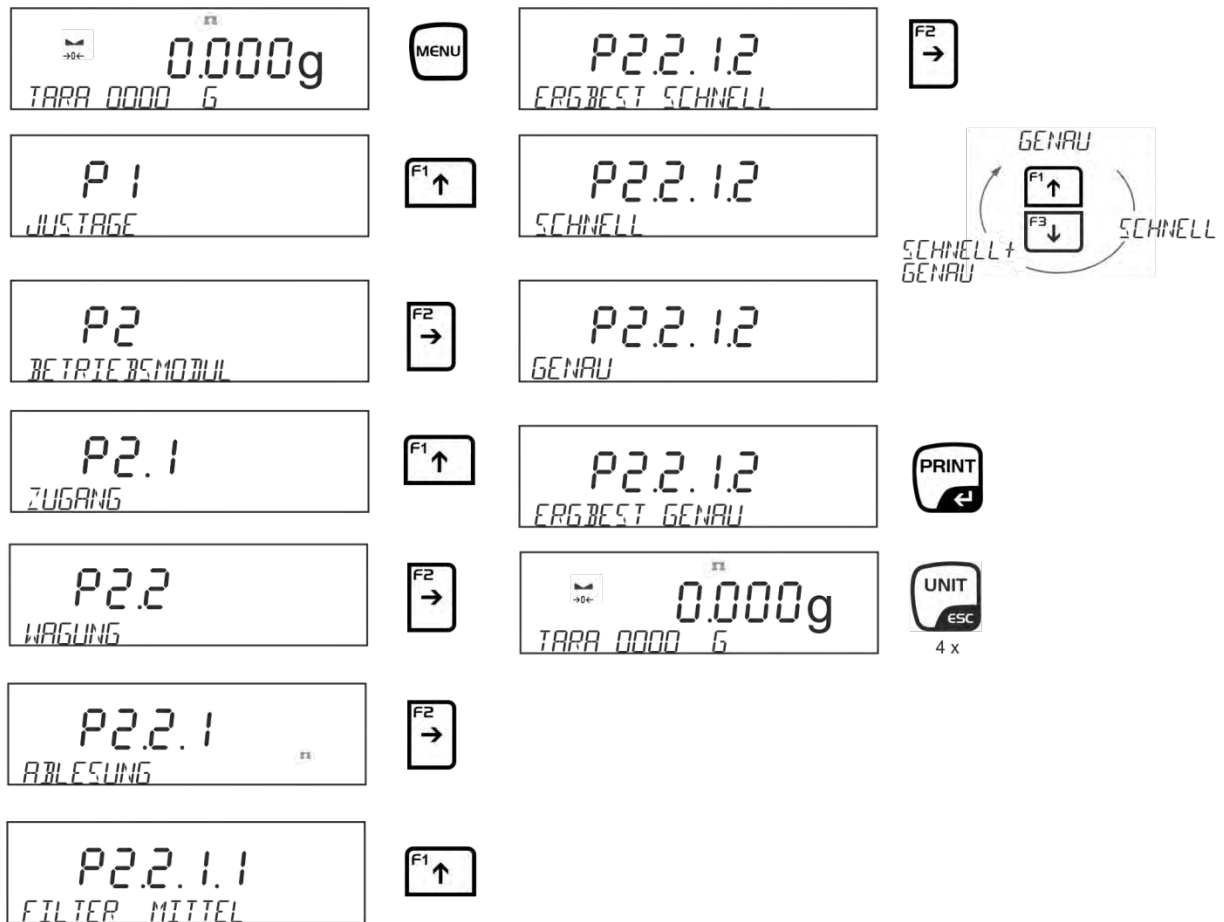 0.000g
→0←
TARA 0000 G
MENU
P1
JUSTAGE
F1
P2
BETRIEBSMODUL
F2
P2.1
ZUGANG
F1
P2.2
WAGUNG
F2
P2.2.1
ABLESUNG
F2
P2.2.1.1
FILTER MITTEL
F1
P2.2.1.2
ERGBEST SCHNELL
F2
P2.2.1.2
SCHNELL
GENAU
F1
F3
SCHNELL
SCHNELL+
GENAU
P2.2.1.2
GENAU
P2.2.1.2
ERGBEST GENAU
PRINT
0.000g
→0←
TARA 0000 G
UNIT
ESC
4 x